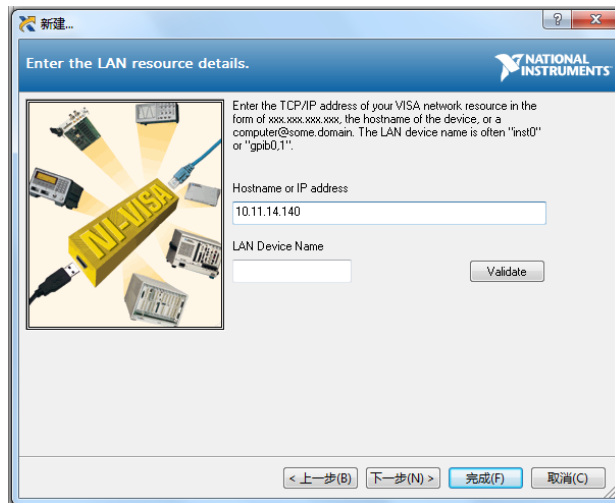 新建...
Enter the LAN resource details.
NATIONAL
INSTRUMENTS
Enter the TCP/IP address of your VISA network resource in the
form of xxx.xxx.xxx.xxx, the hostname of the device, or a
computer@some.domain. The LAN device name is often "inst0"
or "gpib0,1".
NI-VISA
Hostname or IP address
10.11.14.140
LAN Device Name
Validate
< 上一步(B)
下一步(N) >
完成(F)
取消(C)